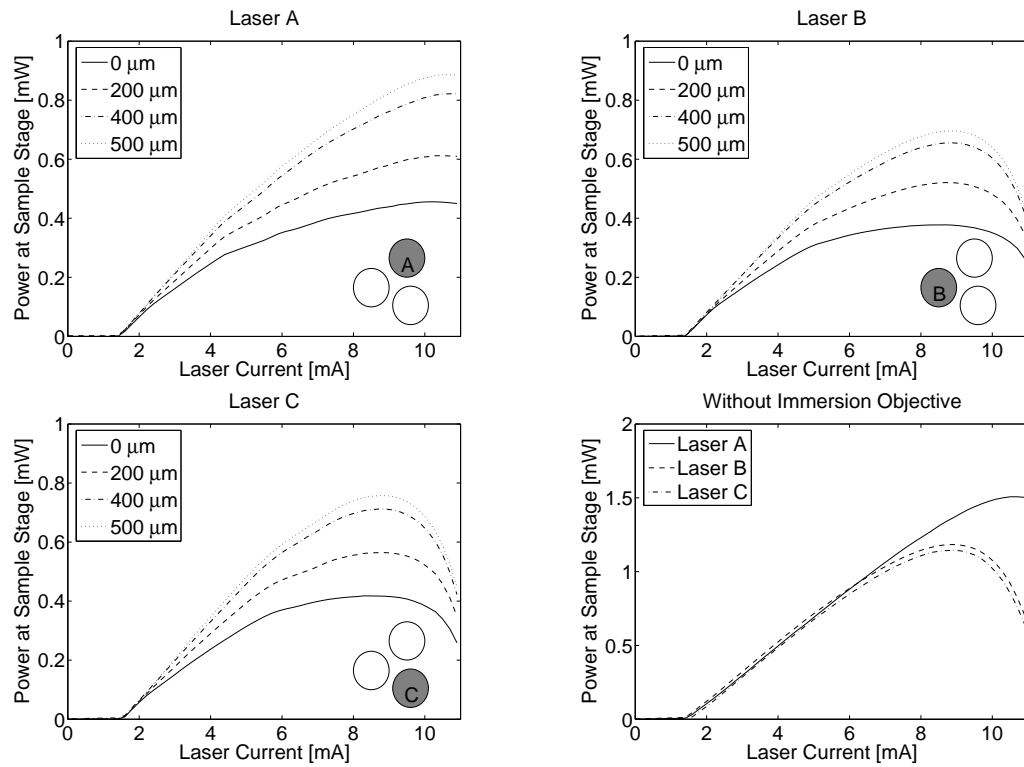 Laser A
Power at Sample Stage [mW]
1
0.8
0.6
0.4
0.2
0
0 μm
200 μm
400 μm
500 μm
A
0 2 4 6 8 10
Laser Current [mA]
Laser B
Power at Sample Stage [mW]
1
0.8
0.6
0.4
0.2
0
0 μm
200 μm
400 μm
500 μm
B
0 2 4 6 8 10
Laser Current [mA]
Laser C
Power at Sample Stage [mW]
1
0.8
0.6
0.4
0.2
0
0 μm
200 μm
400 μm
500 μm
C
0 2 4 6 8 10
Laser Current [mA]
Without Immersion Objective
Power at Sample Stage [mW]
2
1.5
1
0.5
0
Laser A
Laser B
Laser C
0 2 4 6 8 10
Laser Current [mA]